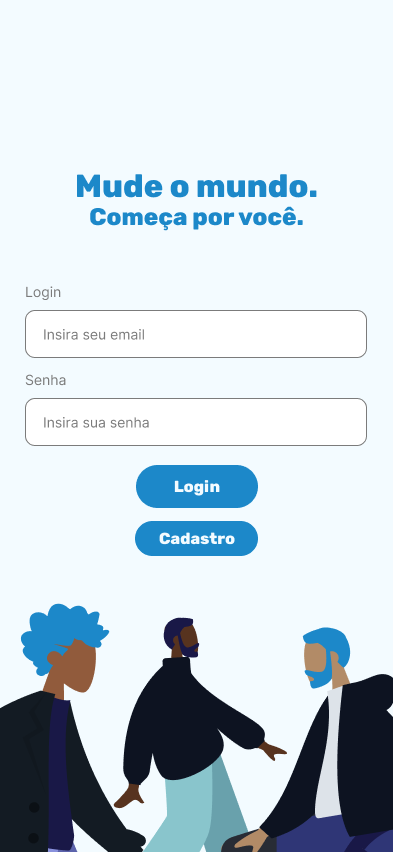 Mude o mundo.
Começa por você.
Login
Insira seu email
Senha
Insira sua senha
Login
Cadastro